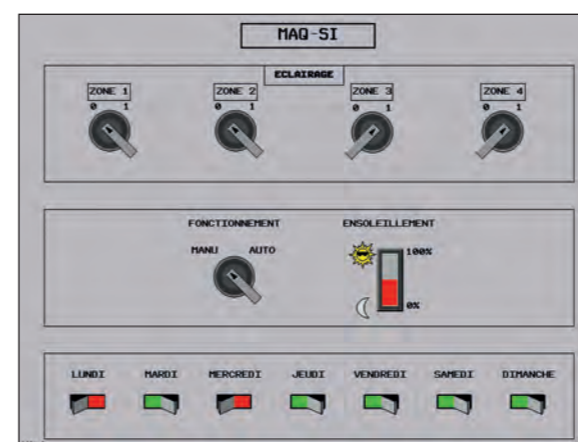 MAQ-SI
ECLAIRAGE
ZONE 1 ZONE 2 ZONE 3 ZONE 4
0 1 0 1 0 1 0 1
FONCTIONNEMENT ENSOLEILLEMENT
MANU AUTO 100%
0%
LUNDI MARDI MERCREDI JEUDI VENDREDI SAMEDI DIMANCHE